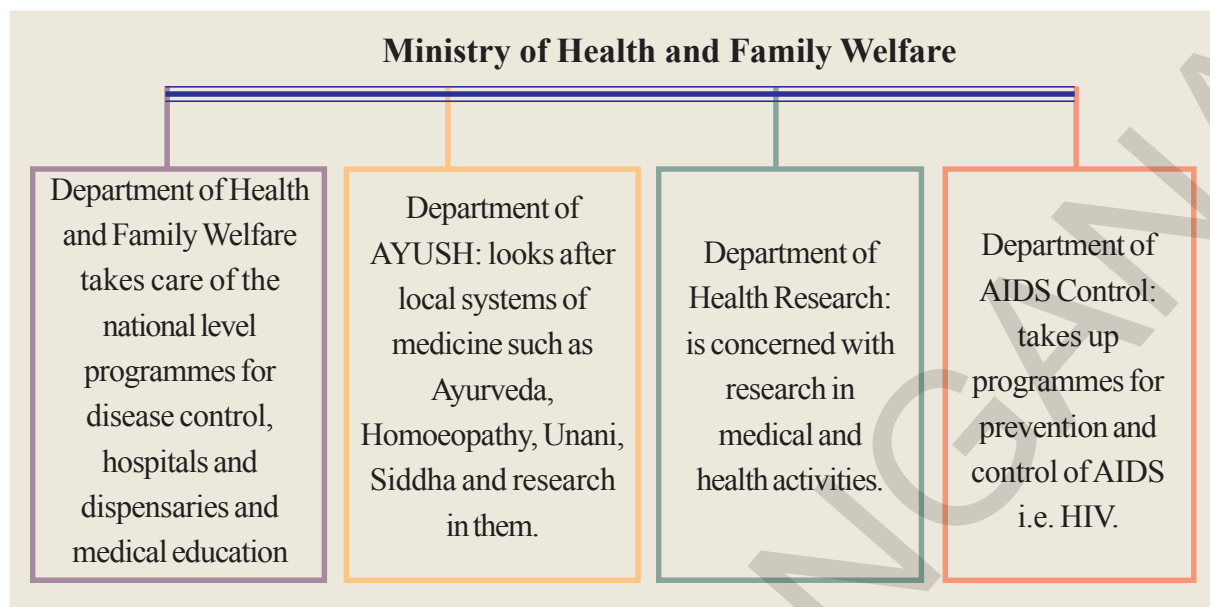 Ministry of Health and Family Welfare
Department of Health
and Family Welfare
takes care of the
national level
programmes for
disease control,
hospitals and
dispensaries and
medical education
Department of
AYUSH: looks after
local systems of
medicine such as
Ayurveda,
Homoeopathy, Unani,
Siddha and research
in them.
Department of
Health Research:
is concerned with
research in
medical and
health activities.
Department of
AIDS Control:
takes up
programmes for
prevention and
control of AIDS
i.e. HIV.